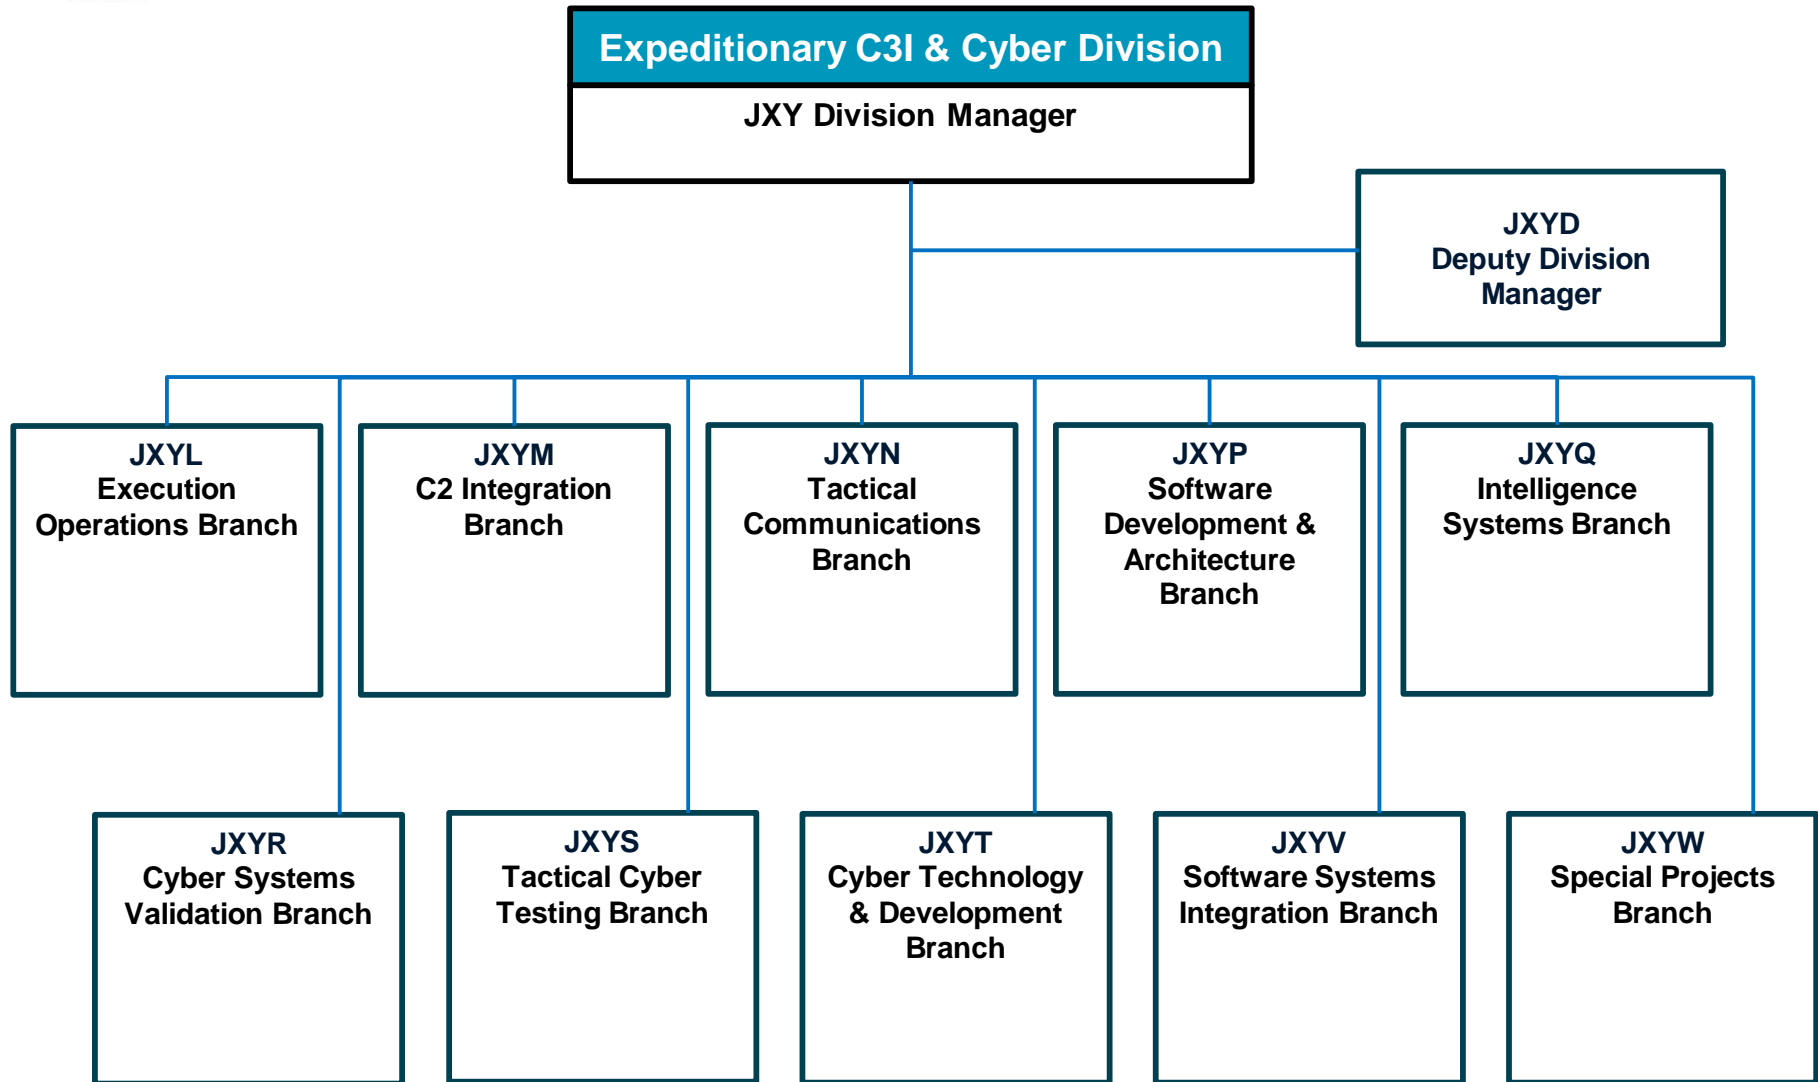 Expeditionary C3I & Cyber Division
JXY Division Manager
JXYD
Deputy Division
Manager
JXYL
Execution
Operations Branch
JXYM
C2 Integration
Branch
JXYN
Tactical
Communications
Branch
JXYP
Software
Development &
Architecture
Branch
JXYQ
Intelligence
Systems Branch
JXYR
Cyber Systems
Validation Branch
JXYS
Tactical Cyber
Testing Branch
JXYT
Cyber Technology
& Development
Branch
JXYV
Software Systems
Integration Branch
JXYW
Special Projects
Branch